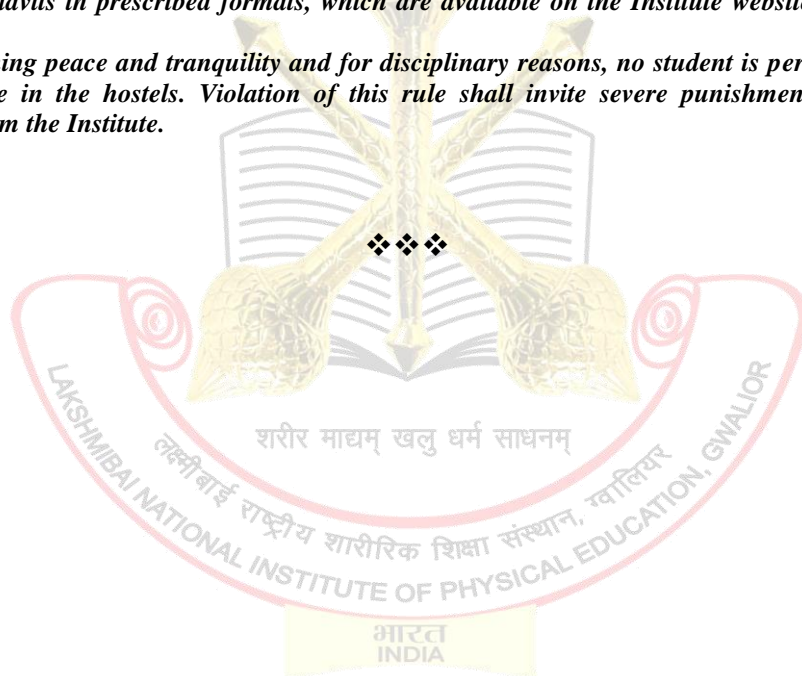 in prescribed formats, which are available on the Institute website
ing peace and tranquility and for disciplinary reasons, no student is per
e in the hostels. Violation of this rule shall invite severe punishmen
m the Institute.
शरीर माद्यम् खलु धर्म साधनम्
लक्ष्मीबाई राष्ट्रीय शारीरिक शिक्षा संस्थान, ग्वालियर
LAKSHMIBAI NATIONAL INSTITUTE OF PHYSICAL EDUCATION, GWALIOR
भारत
INDIA